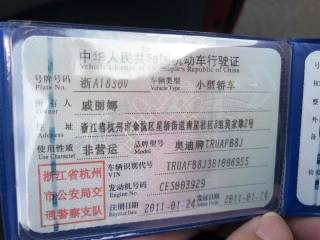 中华人民共和国机动车行驶证
Vehicle License of the People's Republic of China
号牌号码 浙A1830V 车辆类型 小型轿车
Plate No. Vehicle Type
所有人 戚丽娜
Owner
住址
Address
使用性质 非营运 品牌型号 奥迪牌TRUAFB8J
Use Character Model
浙江省杭州 车辆识别代号 TRUAFB8J381006955
VIN
市公安局交 发动机号码 CES003929
Engine No.
通警察支队 注册日期 2011-01-24 发证日期 2011-01-24
Register Date Issue Date